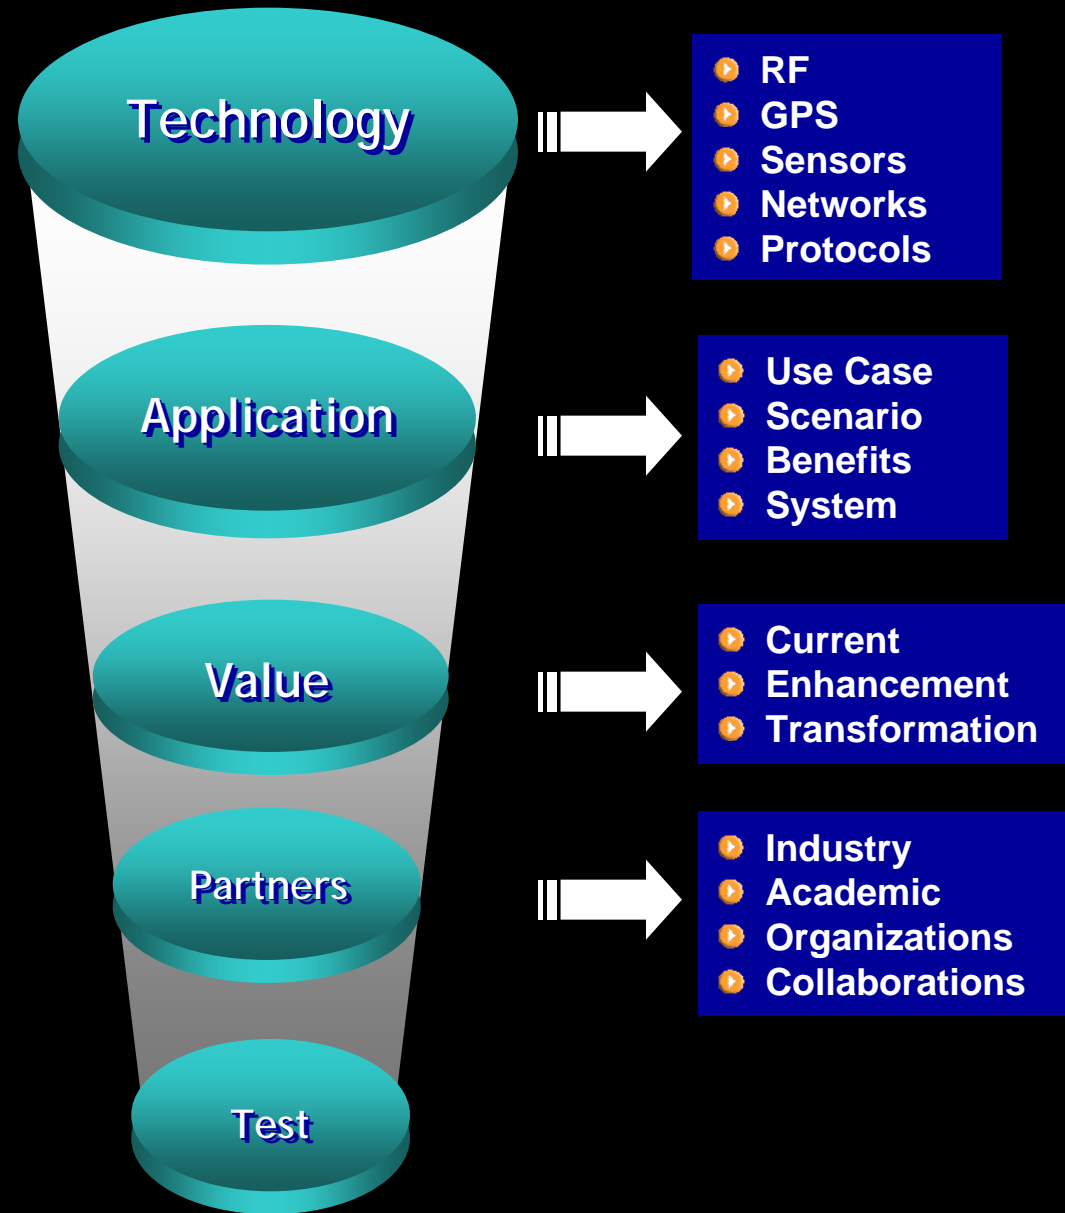 Technology
RF
GPS
Sensors
Networks
Protocols
Application
Use Case
Scenario
Benefits
System
Value
Current
Enhancement
Transformation
Partners
Industry
Academic
Organizations
Collaborations
Test